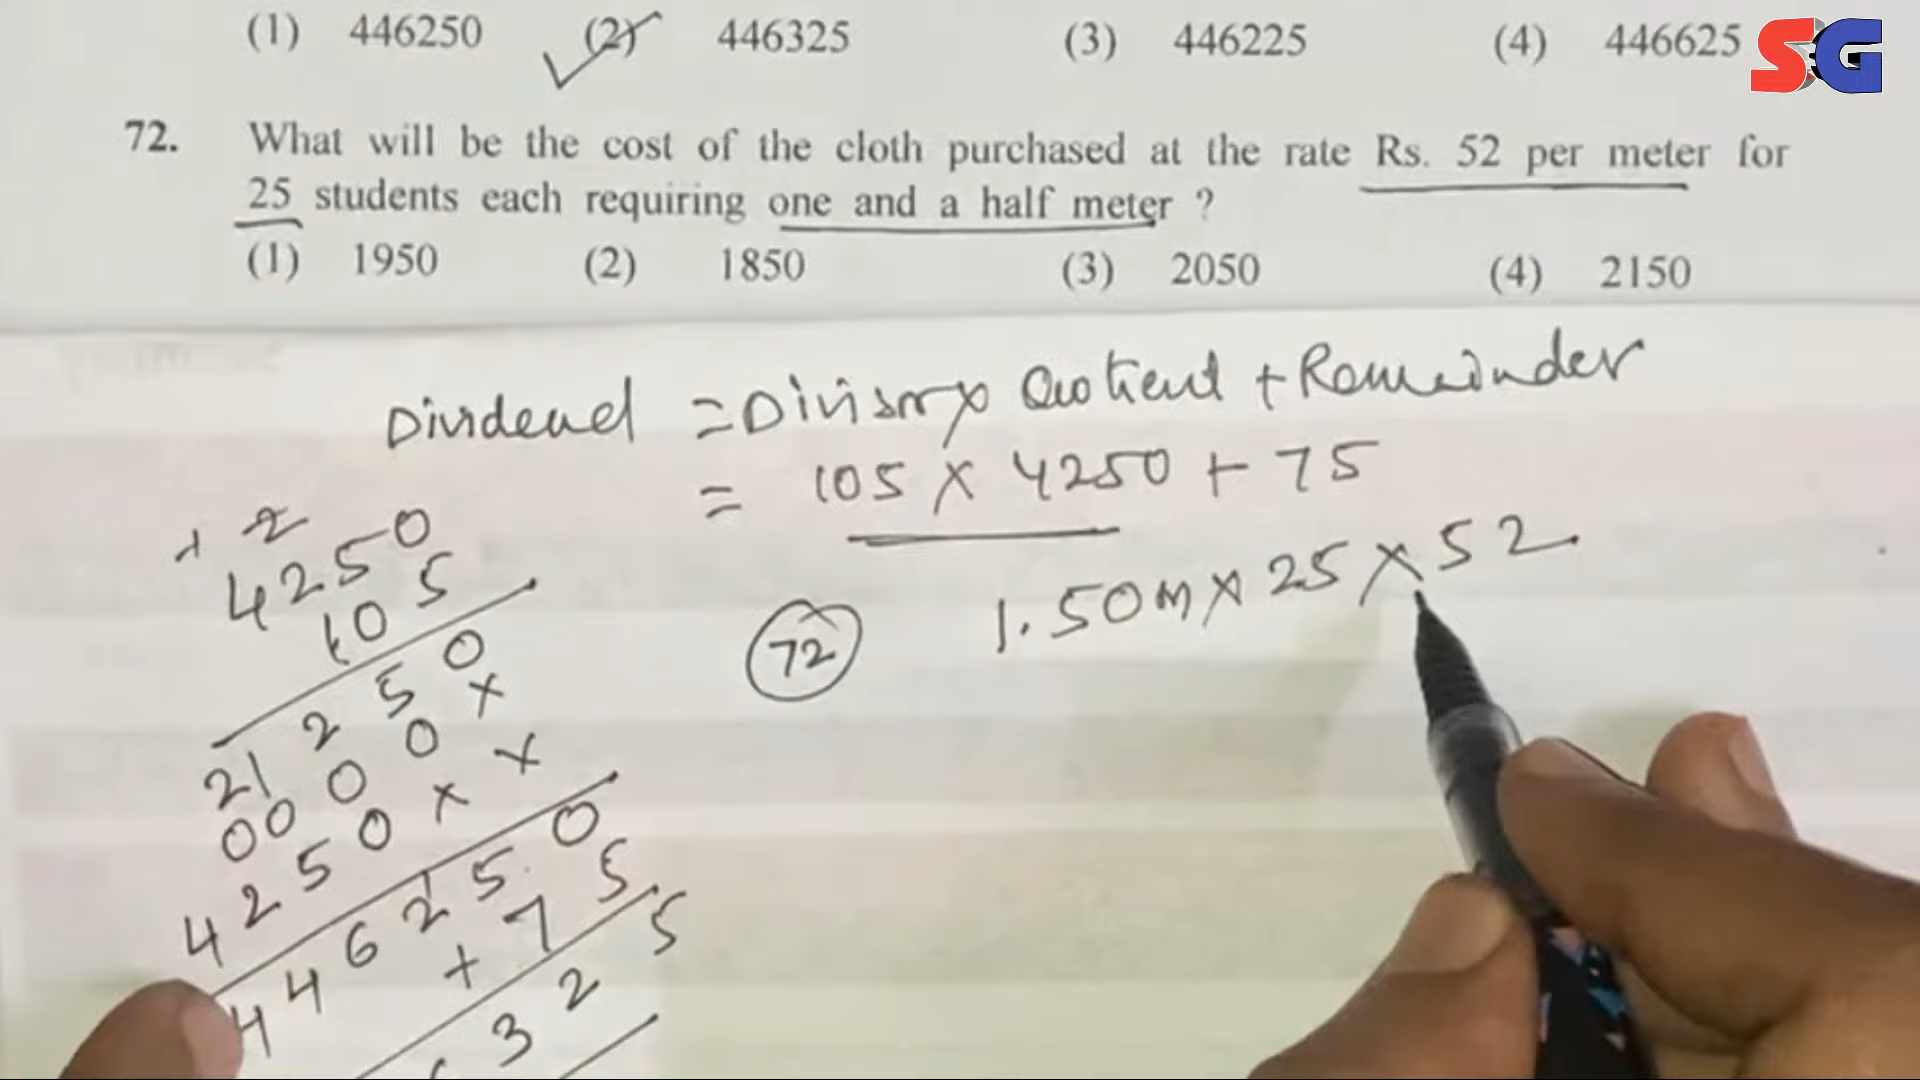 (1) 446250 (2) 446325 (3) 446225 (4) 446625
SG
72. What will be the cost of the cloth purchased at the rate Rs. 52 per meter for
25 students each requiring one and a half meter ?
(1) 1950 (2) 1850 (3) 2050 (4) 2150
Dividend = Divisor x Quotient + Remainder
= 105 x 4250 + 75
72 1.50m x 25 x 52
+ 2
4250
105
21250
0000x
4250xx
446250
+ 75
325